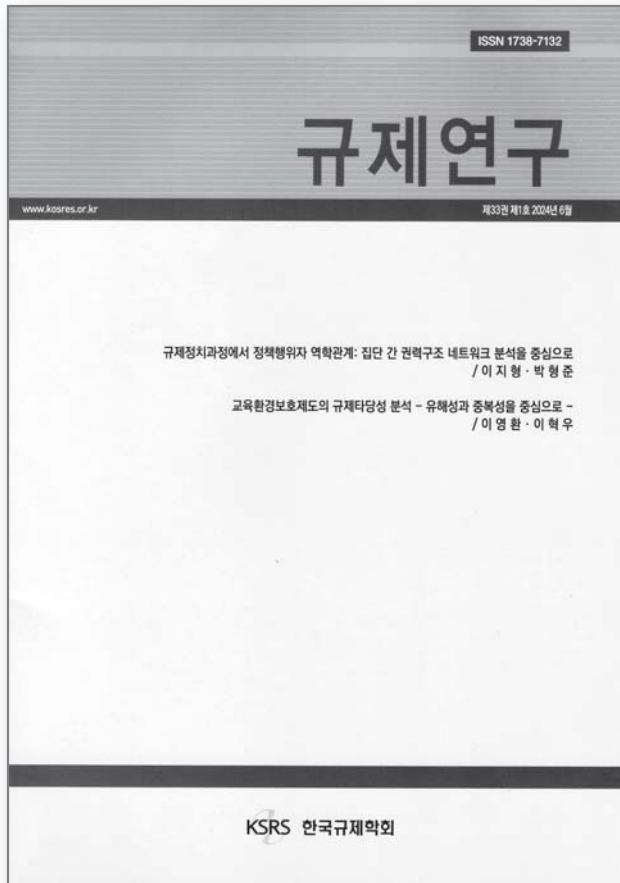 ISSN 1738-7132
규제연구
www.kosres.or.kr
제33권 제1호 2024년 6월
규제정치과정에서 정책행위자 역학관계: 집단 간 권력구조 네트워크 분석을 중심으로
/ 이 지 형 · 박 형 준
교육환경보호제도의 규제타당성 분석 - 유해성과 중복성을 중심으로 -
/ 이 영 환 · 이 혁 우
KSRS 한국규제학회